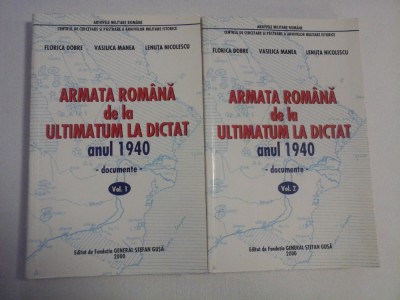 ARHIVELE MILITARE ROMÂNE
CENTRUL DE CERCETARE ȘI PĂSTRARE A ARHIVELOR MILITARE ISTORICE
FLORICA DOBRE VASILICA MANEA LENUȚA NICOLESCU
ARMATA ROMÂNĂ
de la
ULTIMATUM LA DICTAT
anul 1940
- documente -
Vol. 1
Editat de Fundația GENERAL ȘTEFAN GUȘĂ
2000
ARHIVELE MILITARE ROMÂNE
CENTRUL DE CERCETARE ȘI PĂSTRARE A ARHIVELOR MILITARE ISTORICE
FLORICA DOBRE VASILICA MANEA LENUȚA NICOLESCU
ARMATA ROMÂNĂ
de la
ULTIMATUM LA DICTAT
anul 1940
- documente -
Vol. 2
Editat de Fundația GENERAL ȘTEFAN GUȘĂ
2000